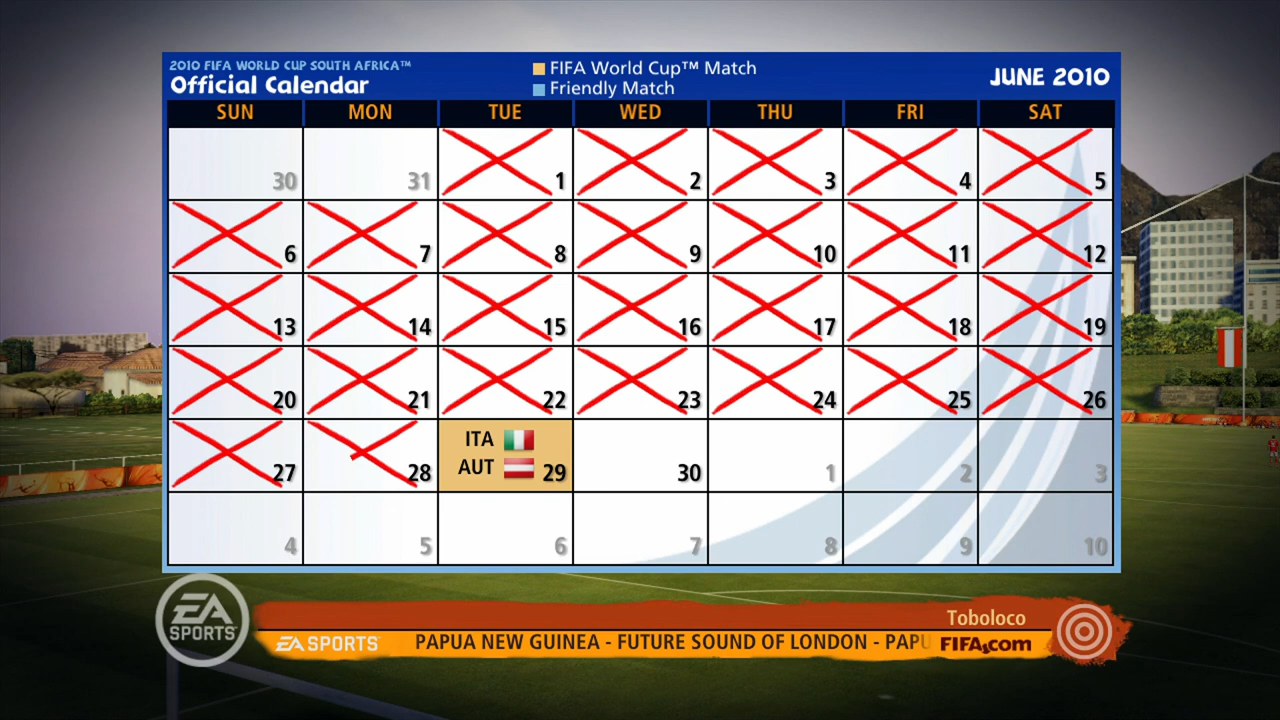 2010 FIFA WORLD CUP SOUTH AFRICA™
Official Calendar
FIFA World Cup™ Match
Friendly Match
JUNE 2010
SUN MON TUE WED THU FRI SAT
30 31 1 2 3 4 5
6 7 8 9 10 11 12
13 14 15 16 17 18 19
20 21 22 23 24 25 26
ITA
AUT
27 28 29 30 1 2 3
4 5 6 7 8 9 10
EA
SPORTS™
Toboloco
EA SPORTS™ PAPUA NEW GUINEA - FUTURE SOUND OF LONDON - PAPU FIFA.com